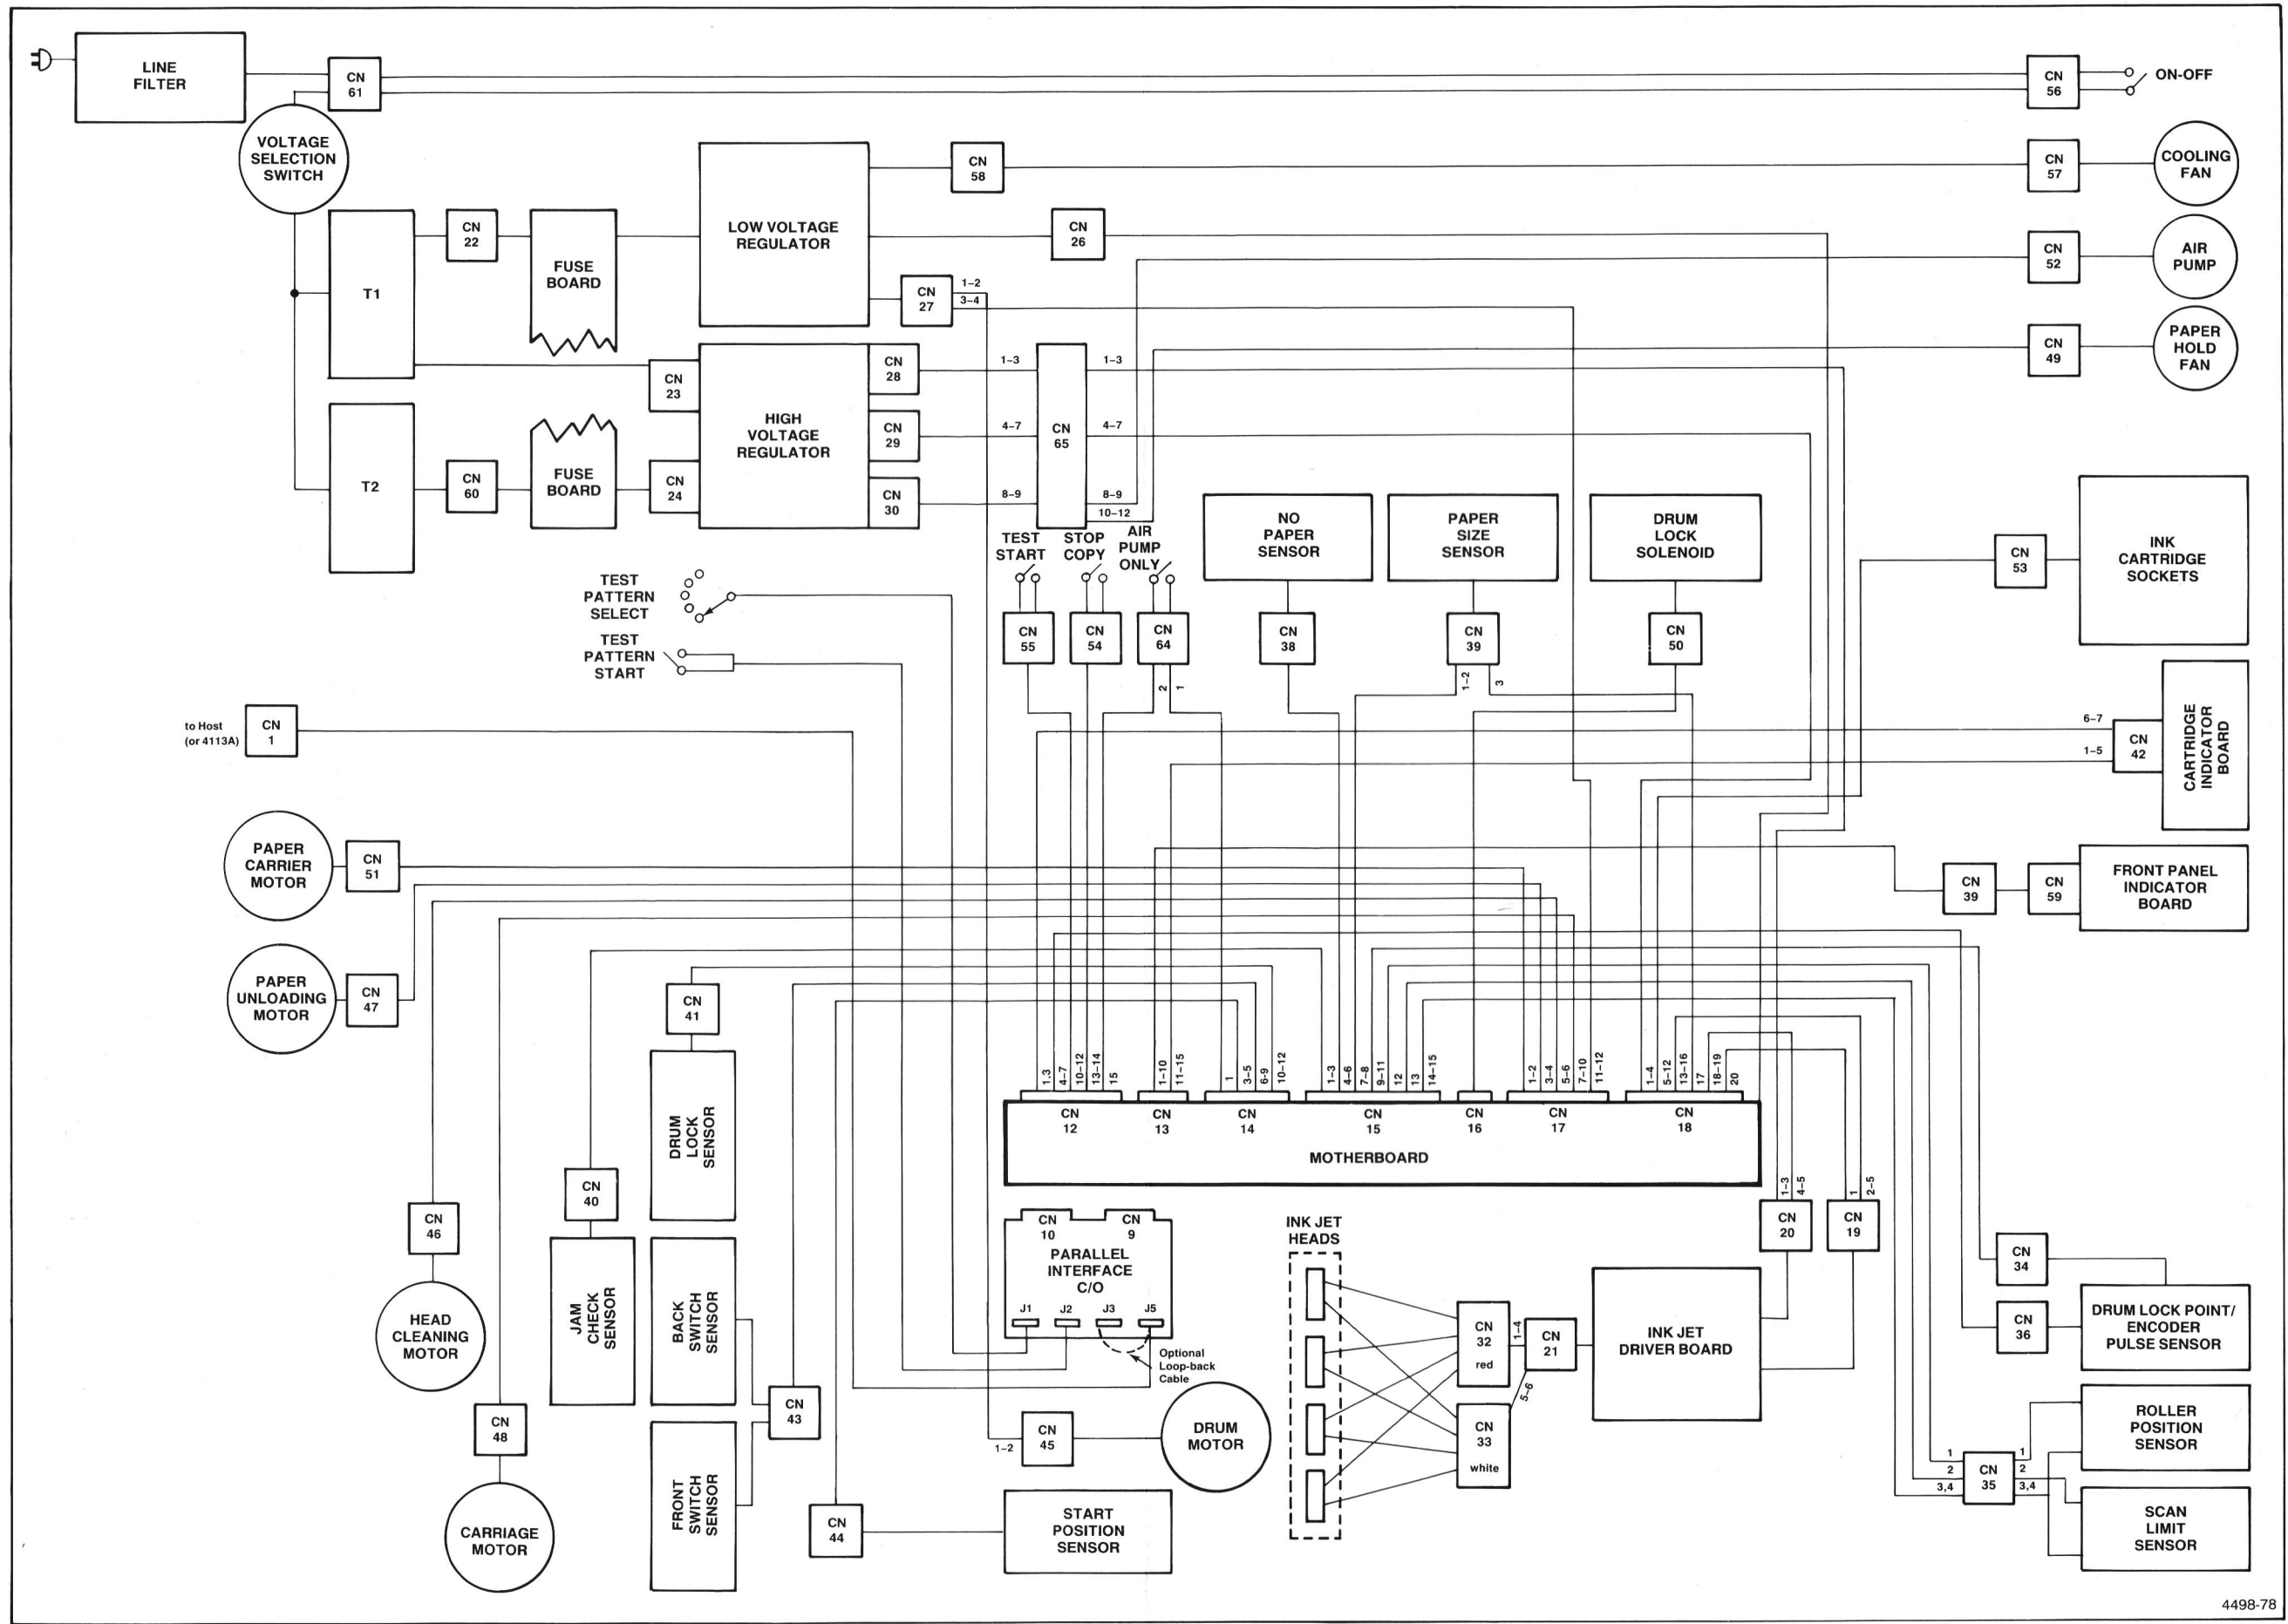 LINE
FILTER
CN
61
CN
56
ON-OFF
VOLTAGE
SELECTION
SWITCH
CN
58
CN
57
COOLING
FAN
T1
CN
22
FUSE
BOARD
LOW VOLTAGE
REGULATOR
CN
26
CN
52
AIR
PUMP
CN
27
1-2
3-4
CN
49
PAPER
HOLD
FAN
CN
23
HIGH
VOLTAGE
REGULATOR
CN
28
1-3
CN
65
1-3
CN
29
4-7
4-7
T2
CN
60
FUSE
BOARD
CN
24
CN
30
8-9
8-9
10-12
TEST
START
STOP
COPY
AIR
PUMP
ONLY
NO
PAPER
SENSOR
PAPER
SIZE
SENSOR
DRUM
LOCK
SOLENOID
CN
53
INK
CARTRIDGE
SOCKETS
TEST
PATTERN
SELECT
TEST
PATTERN
START
CN
55
CN
54
CN
64
2
1
CN
38
CN
39
1-2
3
CN
50
to Host
(or 4113A)
CN
1
6-7
1-5
CN
42
CARTRIDGE
INDICATOR
BOARD
PAPER
CARRIER
MOTOR
CN
51
CN
39
CN
59
FRONT PANEL
INDICATOR
BOARD
PAPER
UNLOADING
MOTOR
CN
47
CN
41
DRUM
LOCK
SENSOR
1.3
4-7
10-12
13-14
15
1-10
11-15
1
3-5
6-9
10-12
1-3
4-6
7-8
9-11
12
13
14-15
1-2
3-4
5-6
7-10
11-12
1-4
5-12
13-16
17
18-19
20
CN
12
CN
13
CN
14
CN
15
CN
16
CN
17
CN
18
MOTHERBOARD
CN
40
JAM
CHECK
SENSOR
CN
46
HEAD
CLEANING
MOTOR
BACK
SWITCH
SENSOR
CN
43
FRONT
SWITCH
SENSOR
CN
48
CARRIAGE
MOTOR
CN
10
CN
9
PARALLEL
INTERFACE
C/O
J1
J2
J3
J5
Optional
Loop-back
Cable
1-2
CN
45
DRUM
MOTOR
CN
44
START
POSITION
SENSOR
INK JET
HEADS
CN
32
red
1-4
CN
21
5-6
CN
33
white
INK JET
DRIVER BOARD
1-3
4-5
CN
20
1
2-5
CN
19
CN
34
CN
36
DRUM LOCK POINT/
ENCODER
PULSE SENSOR
1
2
3,4
CN
35
1
2
3,4
ROLLER
POSITION
SENSOR
SCAN
LIMIT
SENSOR
4498-78